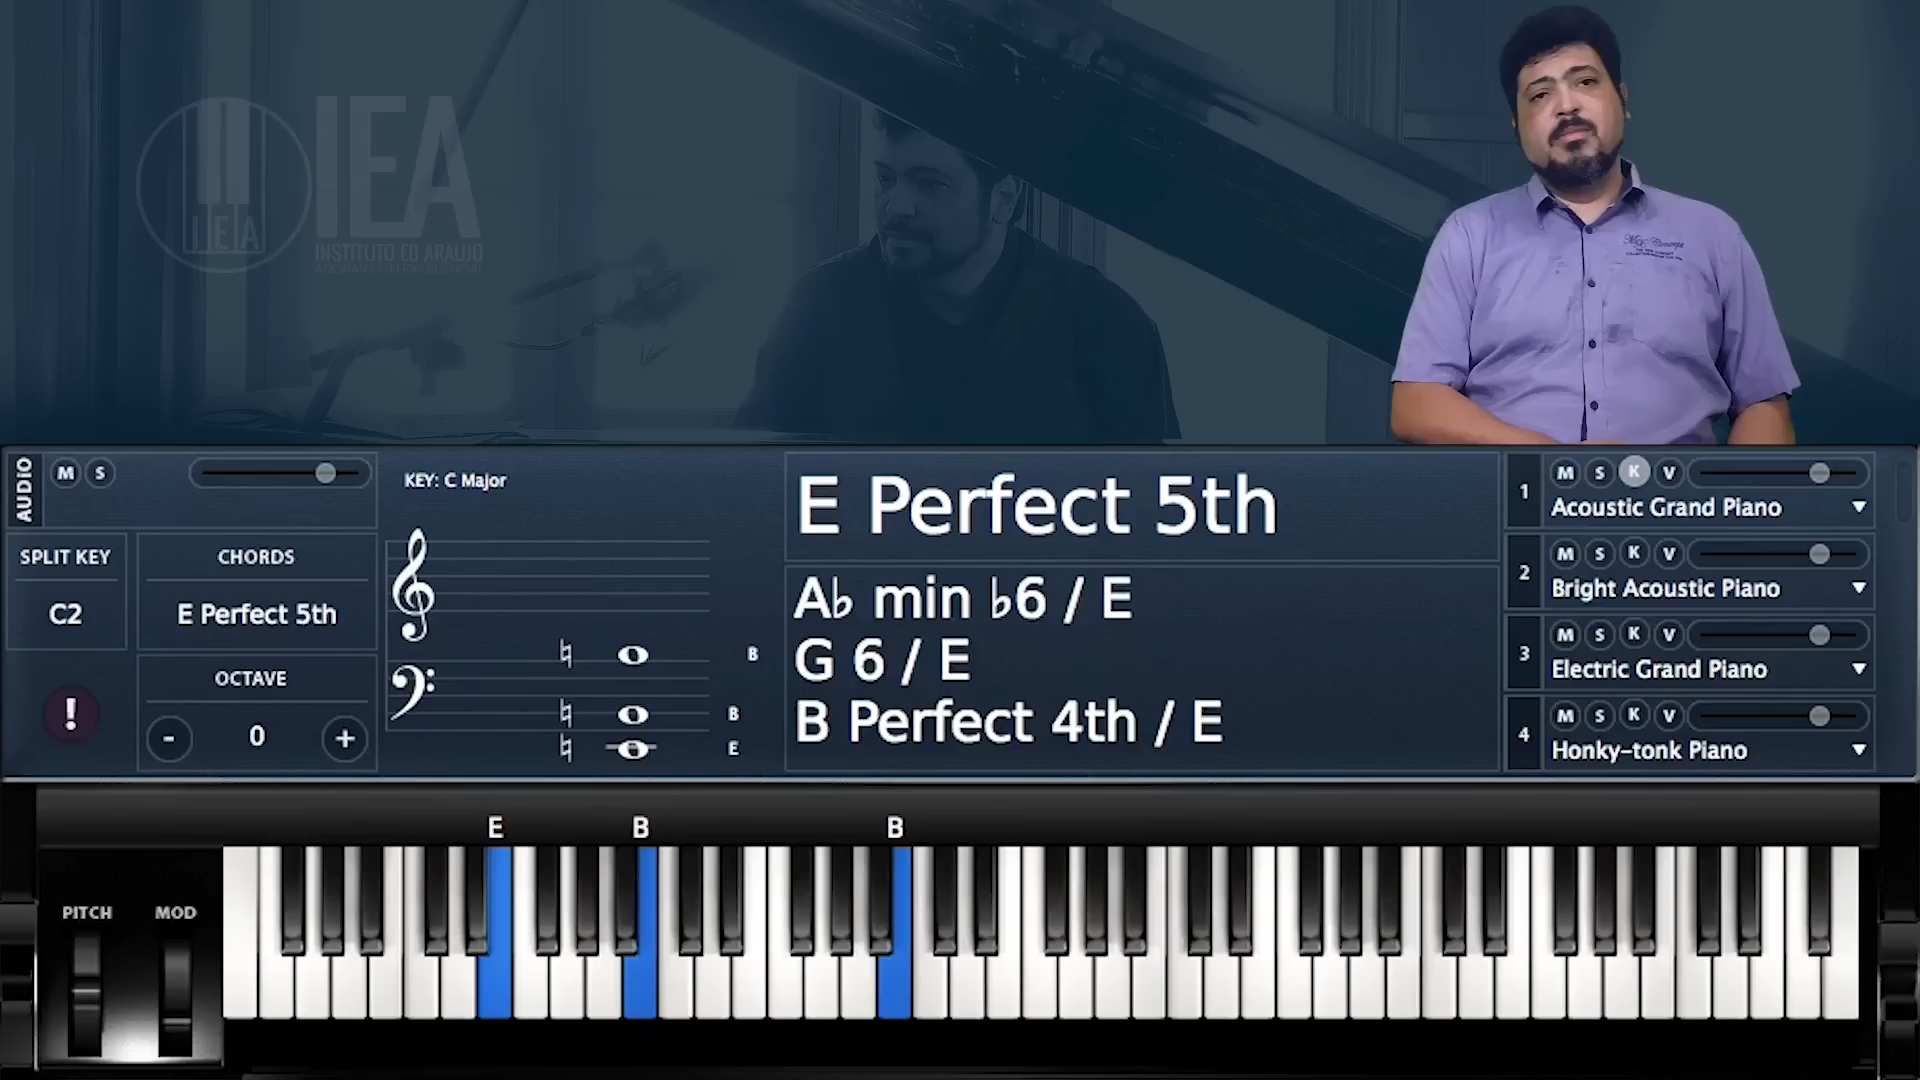 IEA
IEA
INSTITUTO ED ARAUJO
AUDiO
M S
KEY: C Major
SPLIT KEY
C2
CHORDS
E Perfect 5th
OCTAVE
- 0 +
!
♮ B
♮ B
♮ E
E Perfect 5th
A♭ min ♭6 / E
G 6 / E
B Perfect 4th / E
1
M S K V
Acoustic Grand Piano
2
M S K V
Bright Acoustic Piano
3
M S K V
Electric Grand Piano
4
M S K V
Honky-tonk Piano
E B B
PITCH MOD